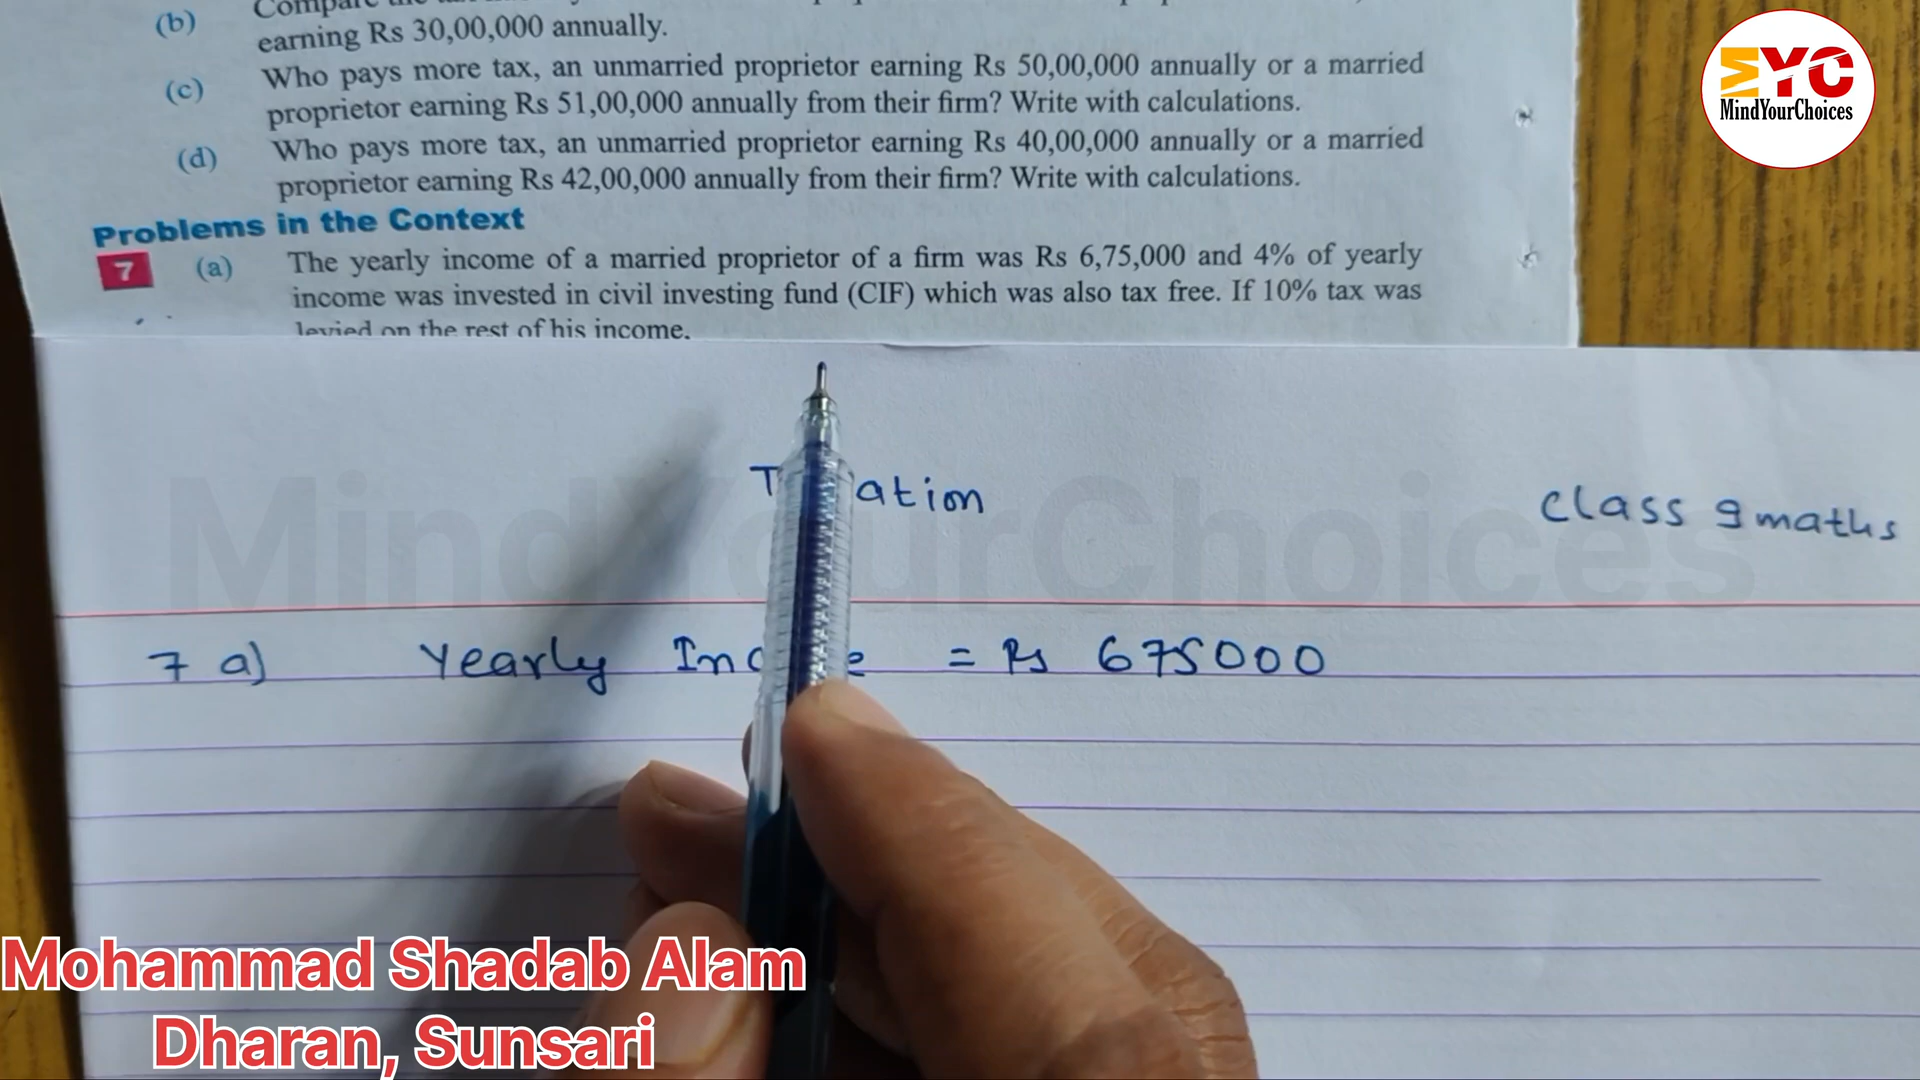 (b) Compare the
earning Rs 30,00,000 annually.
(c) Who pays more tax, an unmarried proprietor earning Rs 50,00,000 annually or a married
proprietor earning Rs 51,00,000 annually from their firm? Write with calculations.
(d) Who pays more tax, an unmarried proprietor earning Rs 40,00,000 annually or a married
proprietor earning Rs 42,00,000 annually from their firm? Write with calculations.
Problems in the Context
7 (a) The yearly income of a married proprietor of a firm was Rs 6,75,000 and 4% of yearly
income was invested in civil investing fund (CIF) which was also tax free. If 10% tax was
levied on the rest of his income.
MYC
MindYourChoices
T ation
class 9 maths
MindYourChoices
7 a) Yearly Inc e = Rs 675000
Mohammad Shadab Alam
Dharan, Sunsari